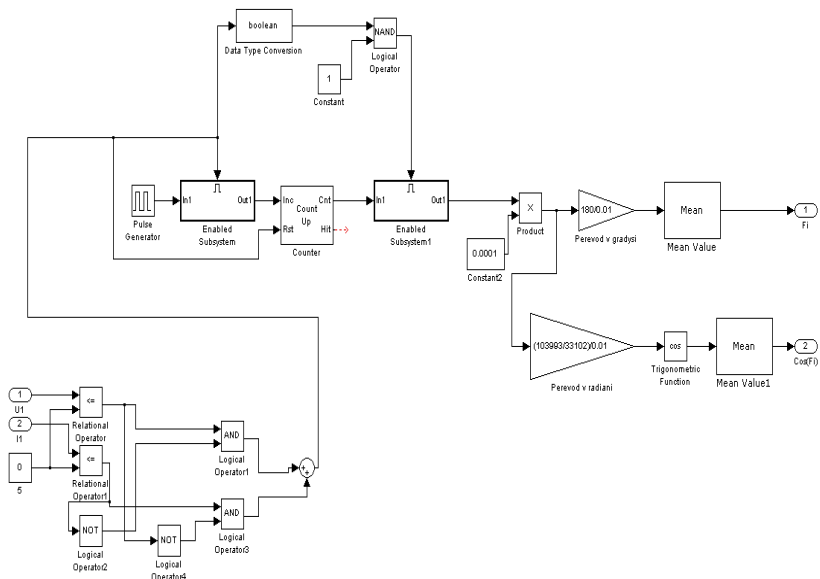 boolean
Data Type Conversion
NAND
Logical
Operator
1
Constant
Pulse
Generator
In1
Out1
Enabled
Subsystem
Inc
Rst
Count
Up
Cnt
Hit
Counter
In1
Out1
Enabled
Subsystem1
X
Product
0.0001
Constant2
180/0.01
Perevod v gradysi
Mean
Mean Value
1
Fi
(103993/33102)/0.01
Perevod v radiani
cos
Trigonometric
Function
Mean
Mean Value1
2
Cos(Fi)
1
U1
2
I1
0
5
<=
Relational
Operator
<=
Relational
Operator1
NOT
Logical
Operator2
NOT
Logical
Operator4
AND
Logical
Operator1
AND
Logical
Operator3
+
+